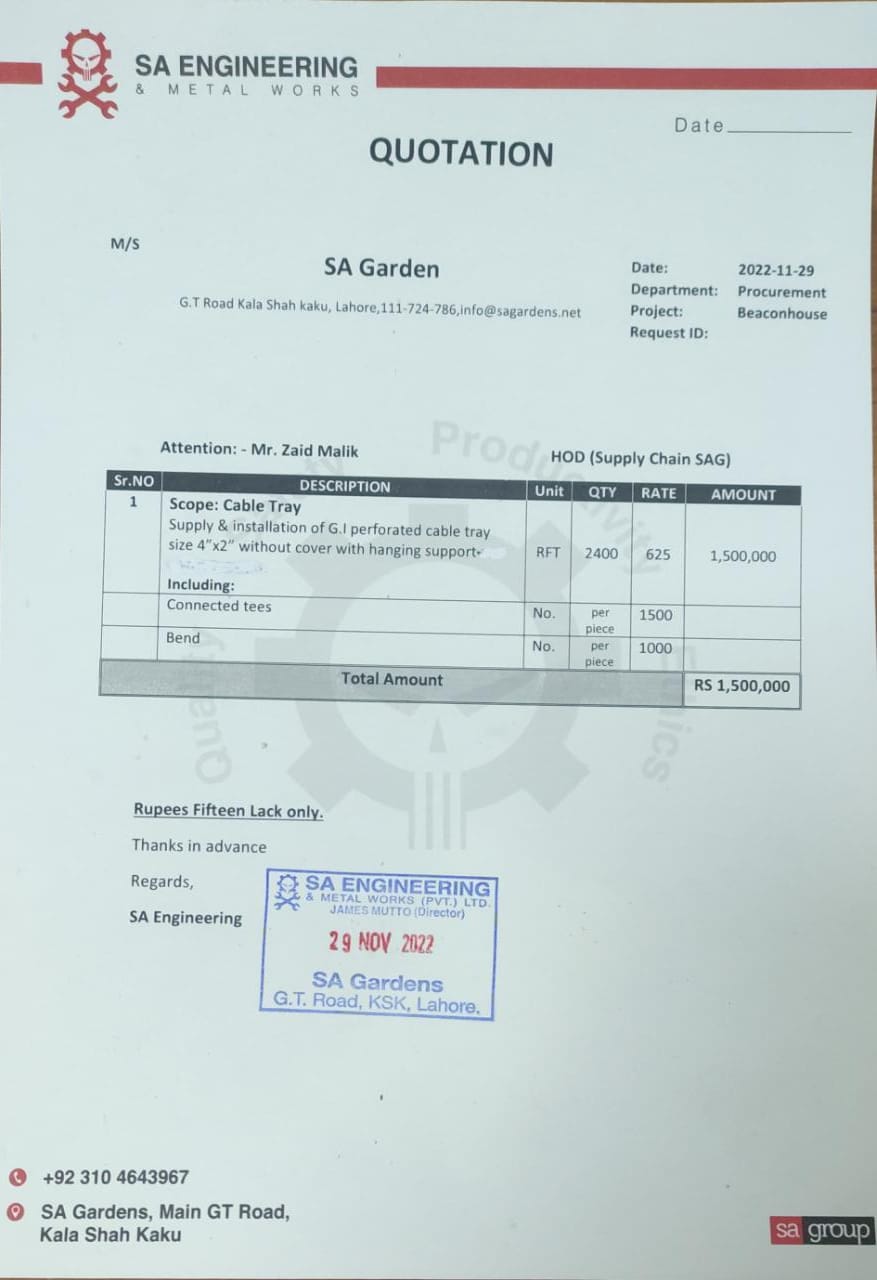 SA ENGINEERING
& METAL WORKS
Date
QUOTATION
M/S
SA Garden
G.T Road Kala Shah kaku, Lahore,111-724-786,info@sagardens.net
Date: 2022-11-29
Department: Procurement
Project: Beaconhouse
Request ID:
Attention: - Mr. Zaid Malik
HOD (Supply Chain SAG)
Sr.NO DESCRIPTION Unit QTY RATE AMOUNT
1 Scope: Cable Tray
Supply & installation of G.I perforated cable tray
size 4”x2” without cover with hanging support-
RFT 2400 625 1,500,000
Including:
Connected tees No. per piece 1500
Bend No. per piece 1000
Total Amount RS 1,500,000
Quality
Productivity
Ethics
Rupees Fifteen Lack only.
Thanks in advance
Regards,
SA Engineering
SA ENGINEERING
& METAL WORKS (PVT.) LTD.
JAMES MUTTO (Director)
29 NOV 2022
SA Gardens
G.T. Road, KSK, Lahore.
+92 310 4643967
SA Gardens, Main GT Road,
Kala Shah Kaku
sa group